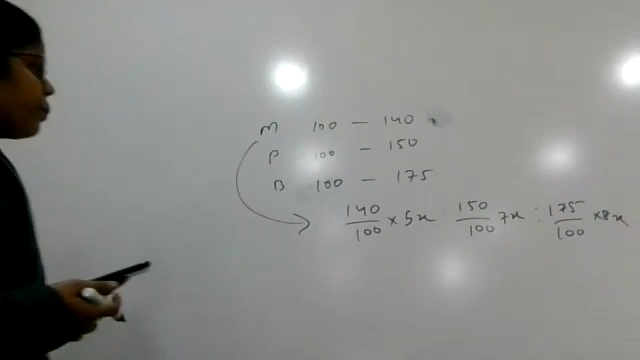 M 100 — 140
P 100 — 150
B 100 — 175
140/100 × 5x 150/100 7x : 175/100 × 8x